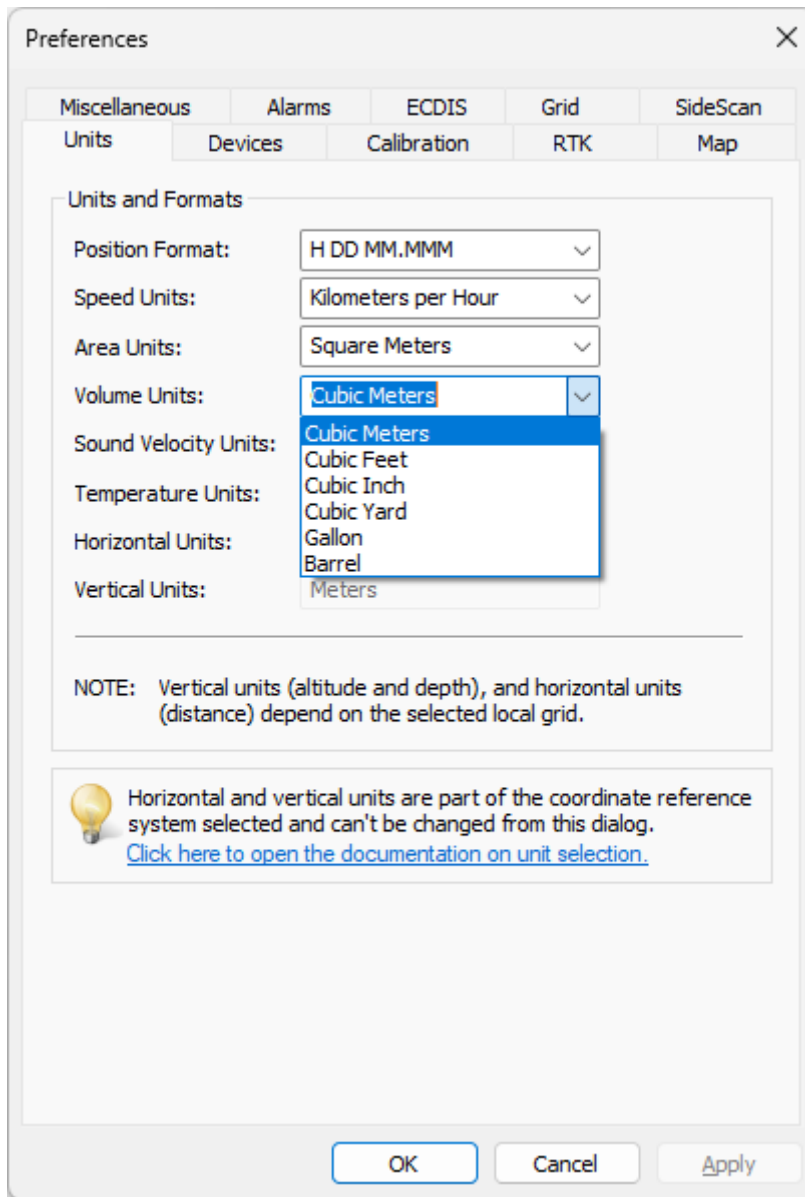 Preferences
Miscellaneous Alarms ECDIS Grid SideScan
Units Devices Calibration RTK Map
Units and Formats
Position Format: H DD MM.MMM
Speed Units: Kilometers per Hour
Area Units: Square Meters
Volume Units: Cubic Meters
Cubic Meters
Sound Velocity Units:
Cubic Feet
Cubic Inch
Temperature Units:
Cubic Yard
Gallon
Horizontal Units:
Barrel
Vertical Units: Meters
NOTE: Vertical units (altitude and depth), and horizontal units
(distance) depend on the selected local grid.
Horizontal and vertical units are part of the coordinate reference
system selected and can't be changed from this dialog.
Click here to open the documentation on unit selection.
OK Cancel Apply